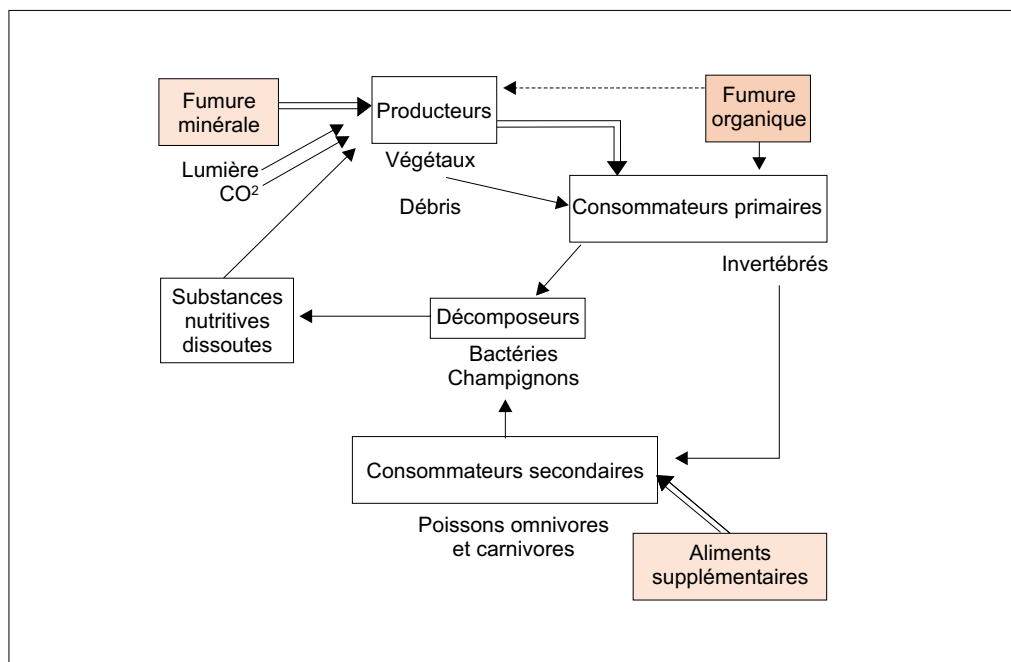 Fumure
minérale
Producteurs
Fumure
organique
Lumière
CO²
Végétaux
Débris
Consommateurs primaires
Invertébrés
Substances
nutritives
dissoutes
Décomposeurs
Bactéries
Champignons
Consommateurs secondaires
Poissons omnivores
et carnivores
Aliments
supplémentaires